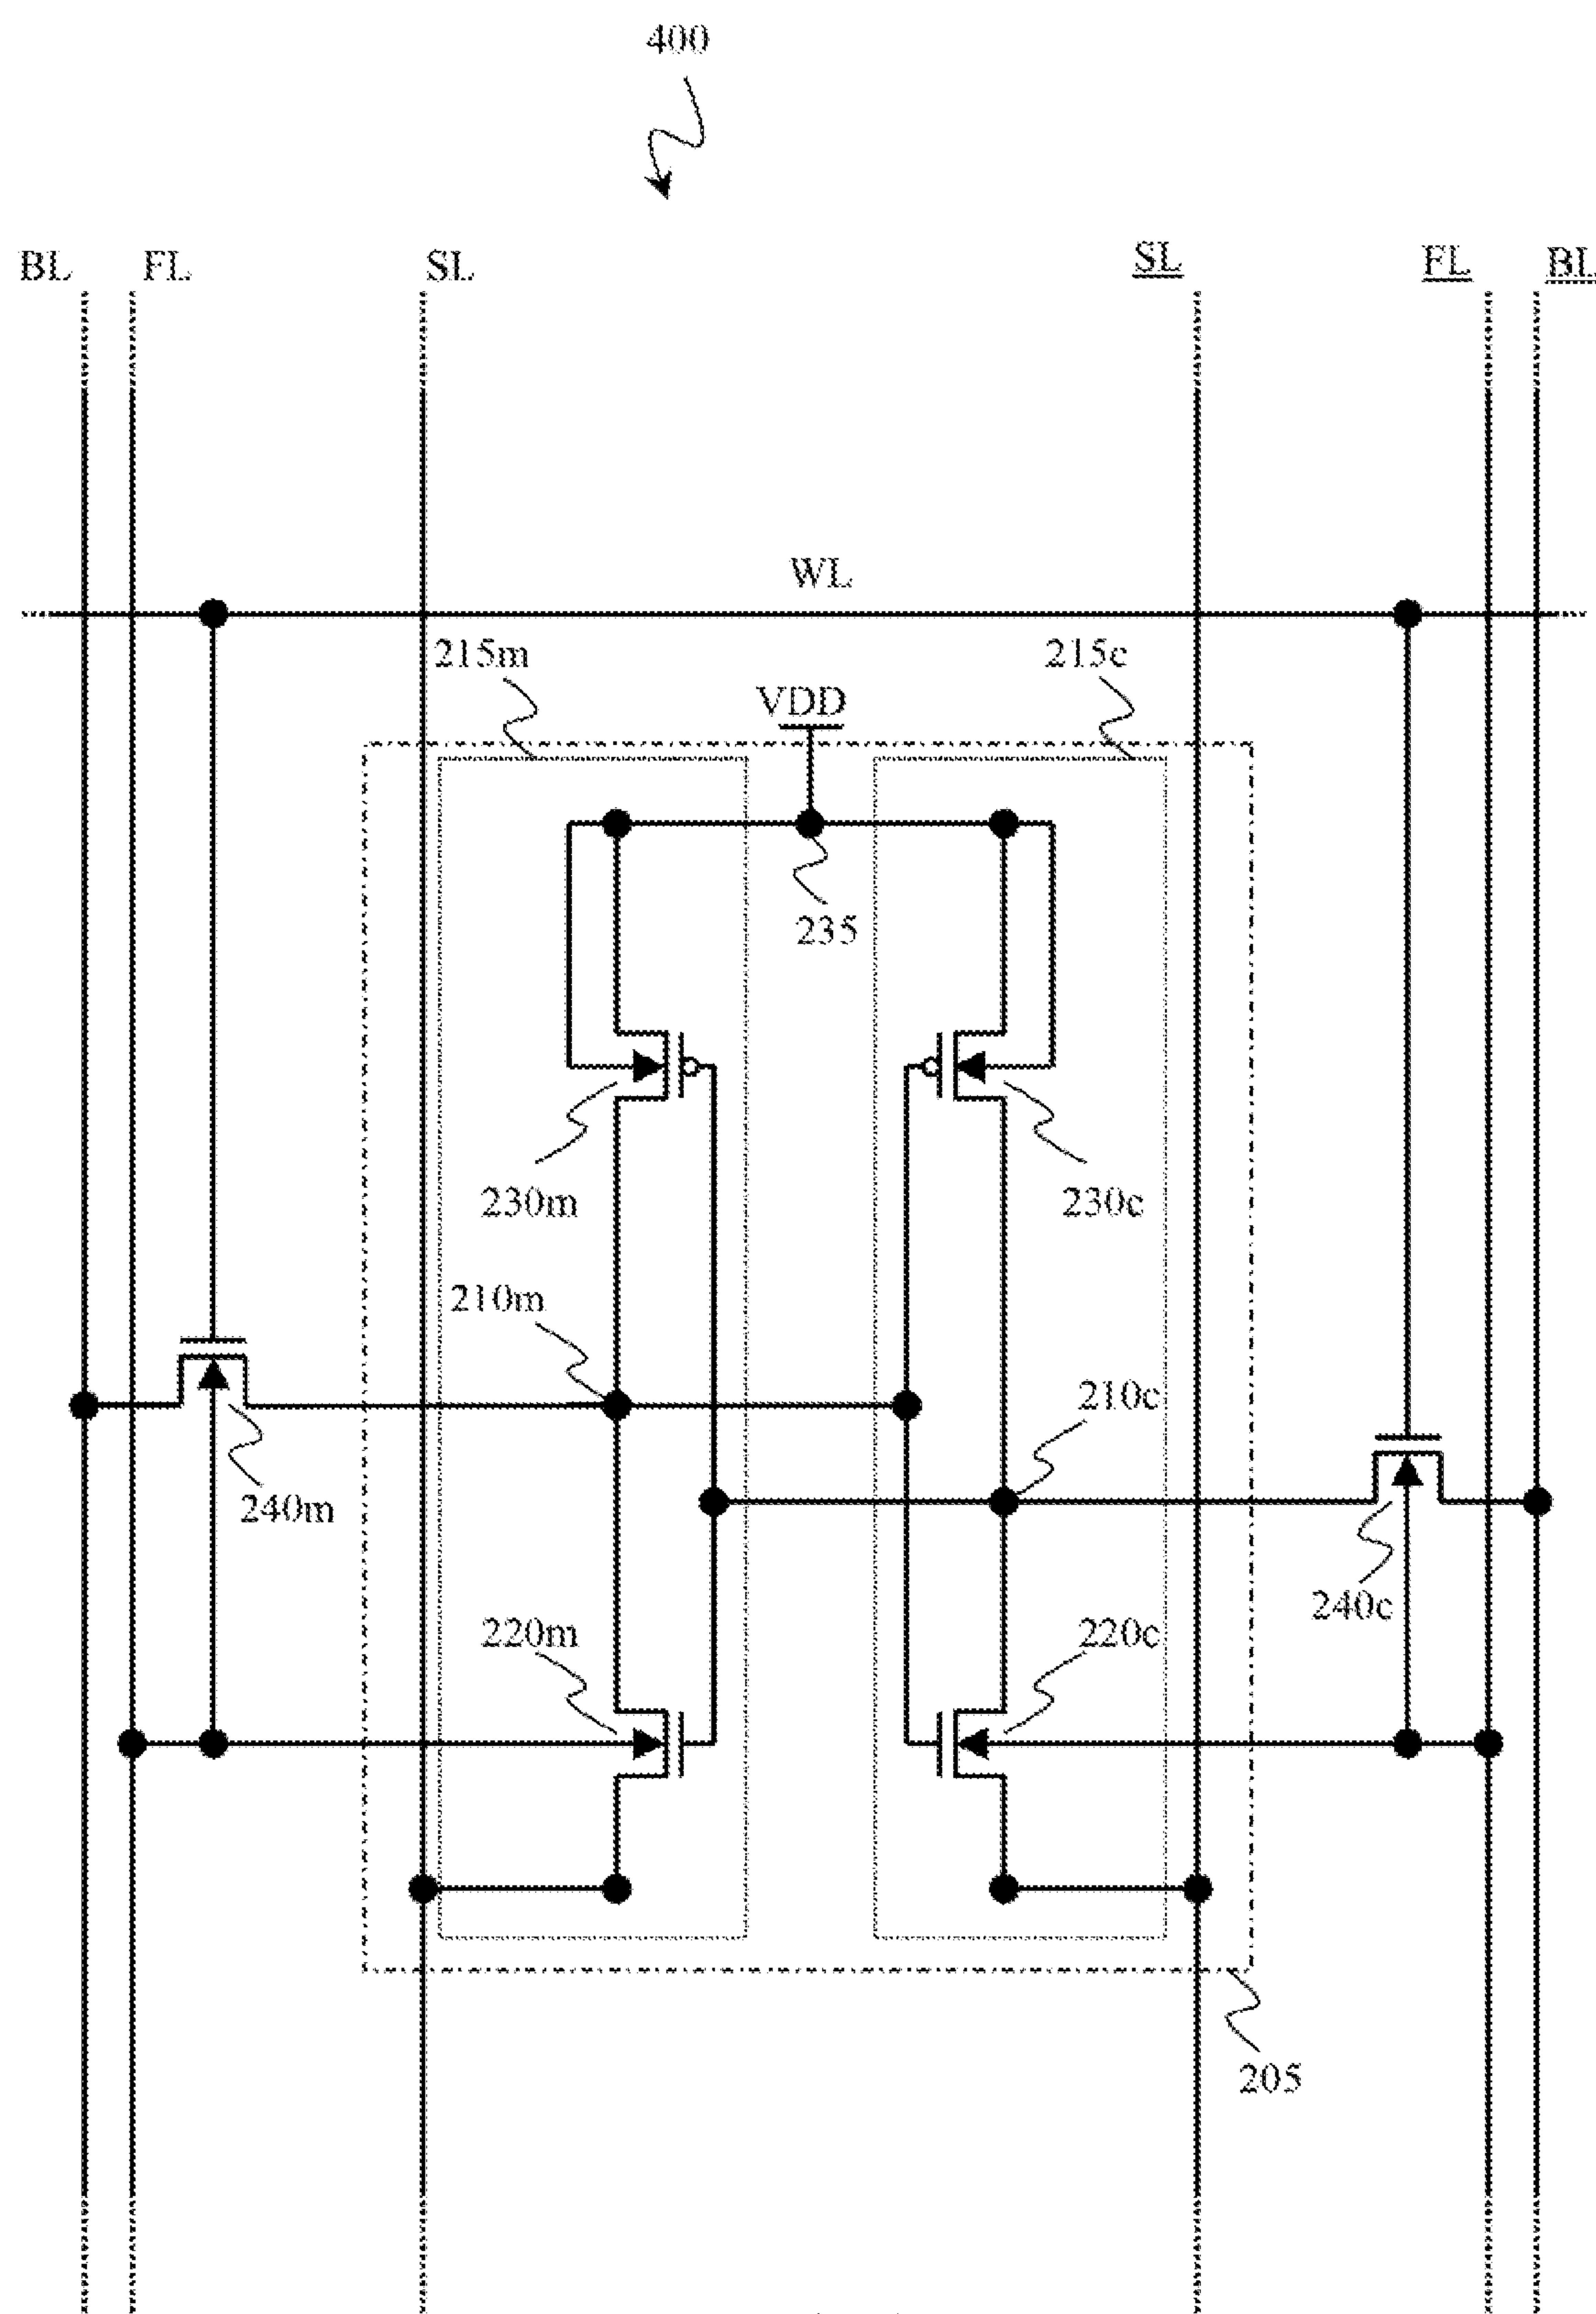 400
BL FL SL SL FL BL
WL
215m 215c
VDD
235
230m 230c
210m
210c
240m
240c
220m 220c
205